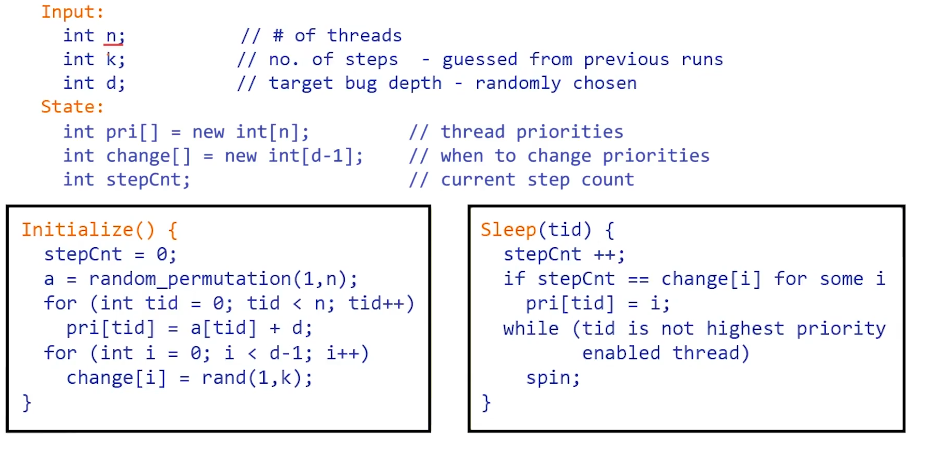 Input:
int n; // # of threads
int k; // no. of steps - guessed from previous runs
int d; // target bug depth - randomly chosen
State:
int pri[] = new int[n]; // thread priorities
int change[] = new int[d-1]; // when to change priorities
int stepCnt; // current step count
Initialize() {
stepCnt = 0;
a = random_permutation(1,n);
for (int tid = 0; tid < n; tid++)
pri[tid] = a[tid] + d;
for (int i = 0; i < d-1; i++)
change[i] = rand(1,k);
}
Sleep(tid) {
stepCnt ++;
if stepCnt == change[i] for some i
pri[tid] = i;
while (tid is not highest priority
enabled thread)
spin;
}